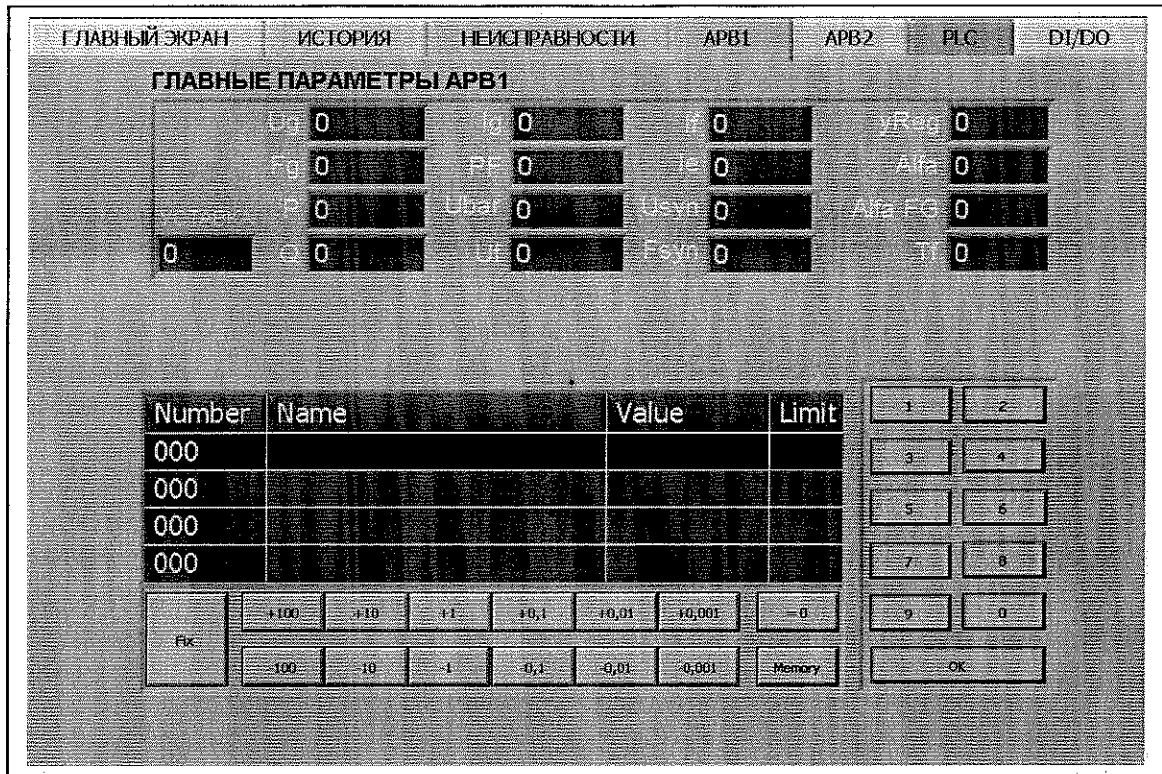 ГЛАВНЫЙ ЭКРАН ИСТОРИЯ НЕИСПРАВНОСТИ АРВ1 АРВ2 PLC DI/DO
ГЛАВНЫЕ ПАРАМЕТРЫ АРВ1
Ug 0 Ig 0 If 0 yReg 0
Fg 0 PF 0 Ie 0 Alfa 0
P 0 Ubar 0 Usyn 0 Alfa FG 0
0 Q 0 Uf 0 Fsyn 0 Tf 0
Number Name Value Limit
000
000
000
000
1 2
3 4
5 6
7 8
9 0
OK
Fix
+100 +10 +1 +0,1 +0,01 +0,001 =0
-100 -10 -1 -0,1 -0,01 -0,001 Memory